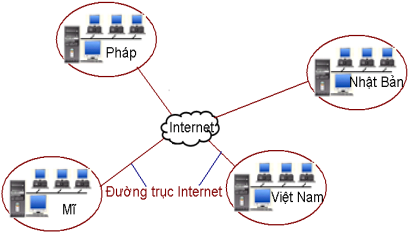 Pháp
Nhật Bản
Internet
Đường trục Internet
Mĩ
Việt Nam